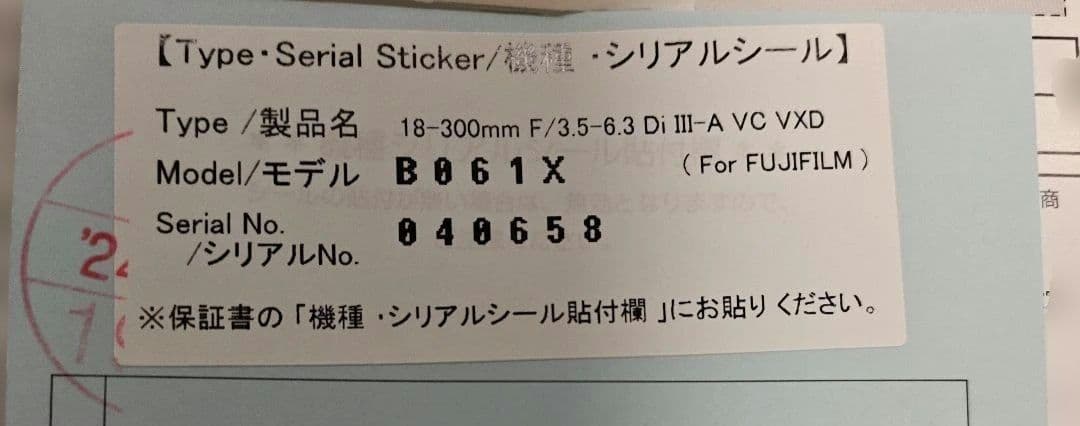 【Type・Serial Sticker/機種 ・シリアルシール】
Type /製品名 18-300mm F/3.5-6.3 Di III-A VC VXD
Model/モデル B061X ( For FUJIFILM )
Serial No. 040658
/シリアルNo.
※保証書の「機種 ・シリアルシール貼付欄 」にお貼り ください。
商